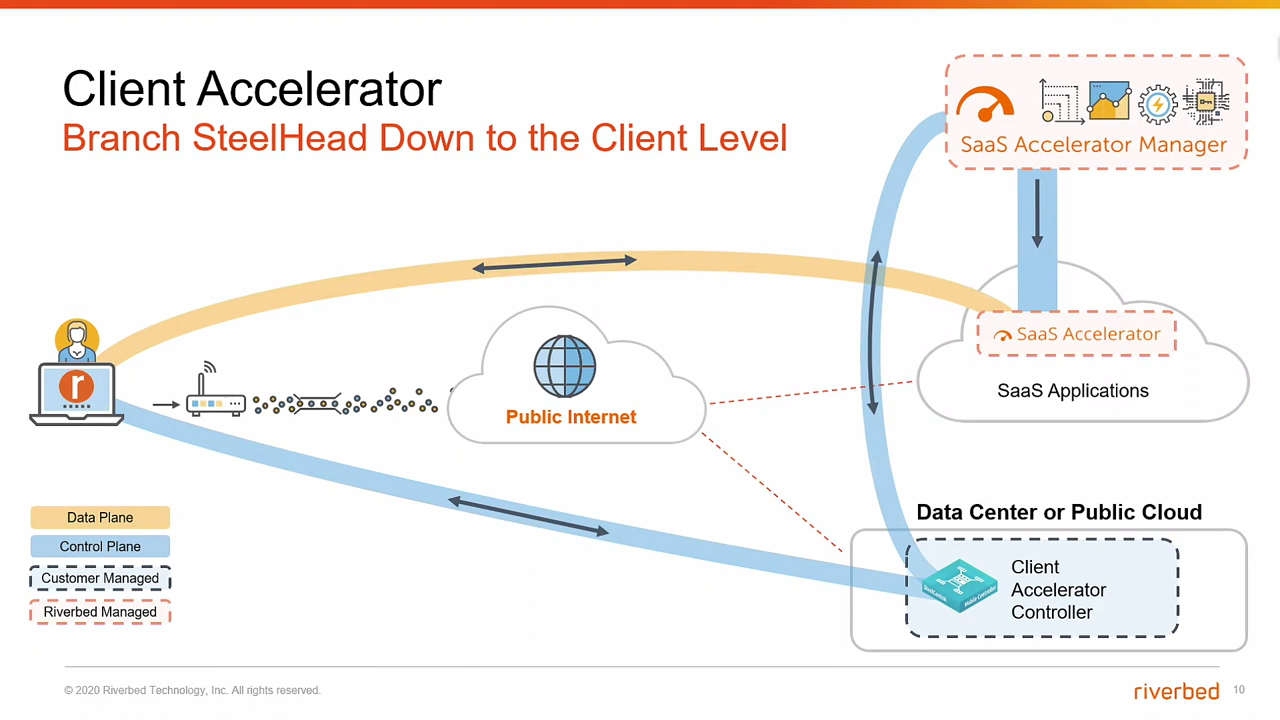 Client Accelerator
Branch SteelHead Down to the Client Level
SaaS Accelerator Manager
SaaS Accelerator
SaaS Applications
r
Public Internet
Data Center or Public Cloud
Client
Accelerator
Controller
Data Plane
Control Plane
Customer Managed
Riverbed Managed
© 2020 Riverbed Technology, Inc. All rights reserved.
riverbed
10